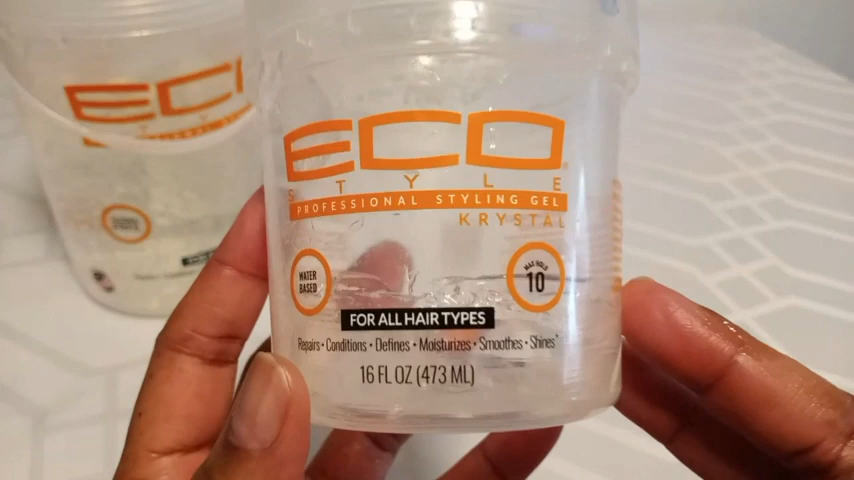 ECO
STYLE
PROFESSIONAL STYLING GEL
KRYSTAL
WATER
BASED
MAX HOLD
10
FOR ALL HAIR TYPES
Repairs • Conditions • Defines • Moisturizes • Smoothes • Shines*
16 FL OZ (473 ML)
ECO